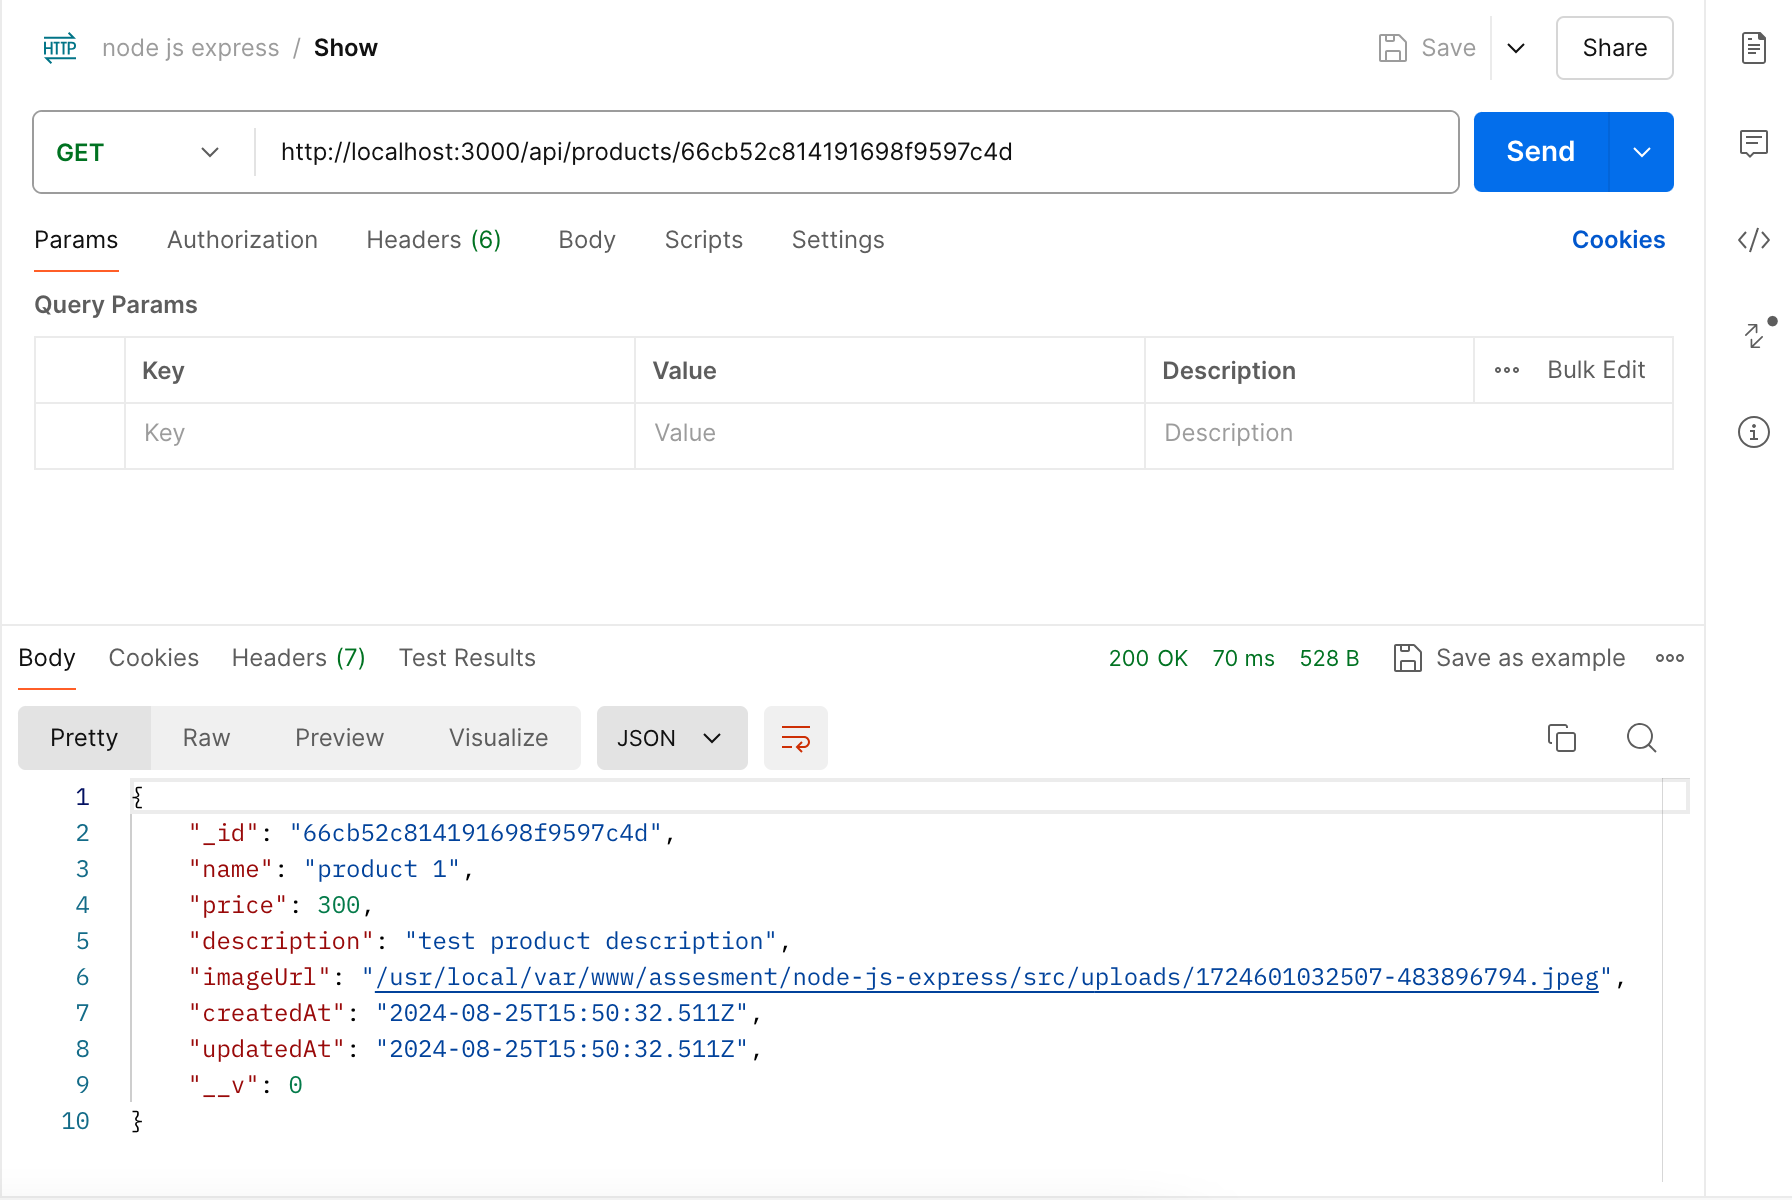 HTTP node js express / Show Save Share
GET http://localhost:3000/api/products/66cb52c814191698f9597c4d Send
Params Authorization Headers (6) Body Scripts Settings Cookies
Query Params
Key Value Description Bulk Edit
Key Value Description
Body Cookies Headers (7) Test Results 200 OK 70 ms 528 B Save as example
Pretty Raw Preview Visualize JSON
1 {
2 "_id": "66cb52c814191698f9597c4d",
3 "name": "product 1",
4 "price": 300,
5 "description": "test product description",
6 "imageUrl": "/usr/local/var/www/assesment/node-js-express/src/uploads/1724601032507-483896794.jpeg",
7 "createdAt": "2024-08-25T15:50:32.511Z",
8 "updatedAt": "2024-08-25T15:50:32.511Z",
9 "__v": 0
10 }